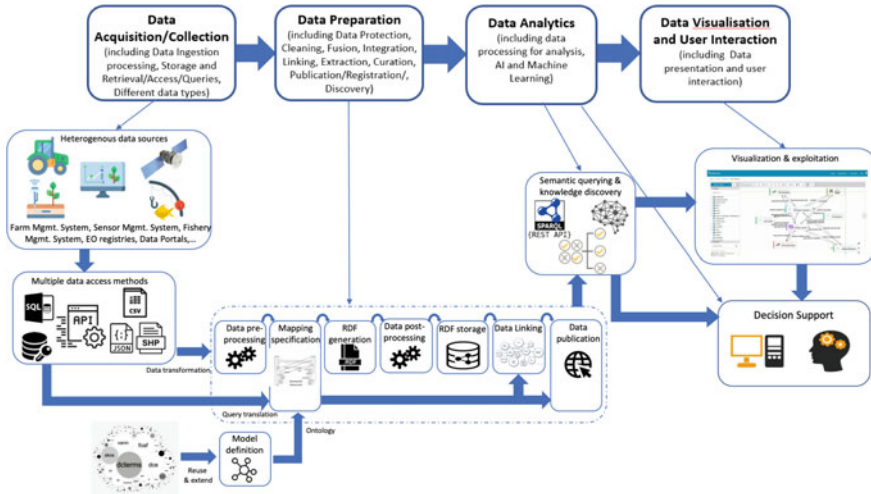 Data
Acquisition/Collection
(including Data Ingestion
processing, Storage and
Retrieval/Access/Queries,
Different data types)
Data Preparation
(including Data Protection,
Cleaning, Fusion, Integration,
Linking, Extraction, Curation,
Publication/Registration/,
Discovery)
Data Analytics
(including data
processing for analysis,
AI and Machine
Learning)
Data Visualisation
and User Interaction
(including Data
presentation and user
interaction)
Heterogenous data sources
Farm Mgmt. System, Sensor Mgmt. System, Fishery
Mgmt. System, EO registries, Data Portals,...
Semantic querying &
knowledge discovery
SPARQL
{REST API}
Visualization & exploitation
Multiple data access methods
SQL
API
CSV
{:}
JSON
SHP
Data transformation
Data pre-
processing
Mapping
specification
RDF
generation
RDF
Data post-
processing
RDF storage
Data Linking
Data
publication
Decision Support
Query translation
Ontology
Model
definition
Reuse
& extend
vann
foaf
dcterms
dce